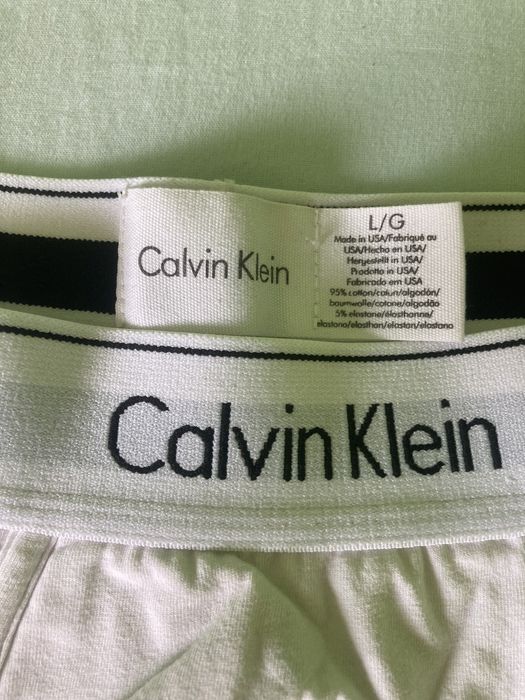 Calvin Klein
L/G
Made in USA/Fabriqué au
USA/Hecho en USA/
Hergestellt in USA/
Prodotto in USA/
Fabricado em USA
95% cotton/coton/algodón/
baumwolle/cotone/algodão
5% elastane/élasthanne/
elastano/elasthan/elastan/elastano
Calvin Klein